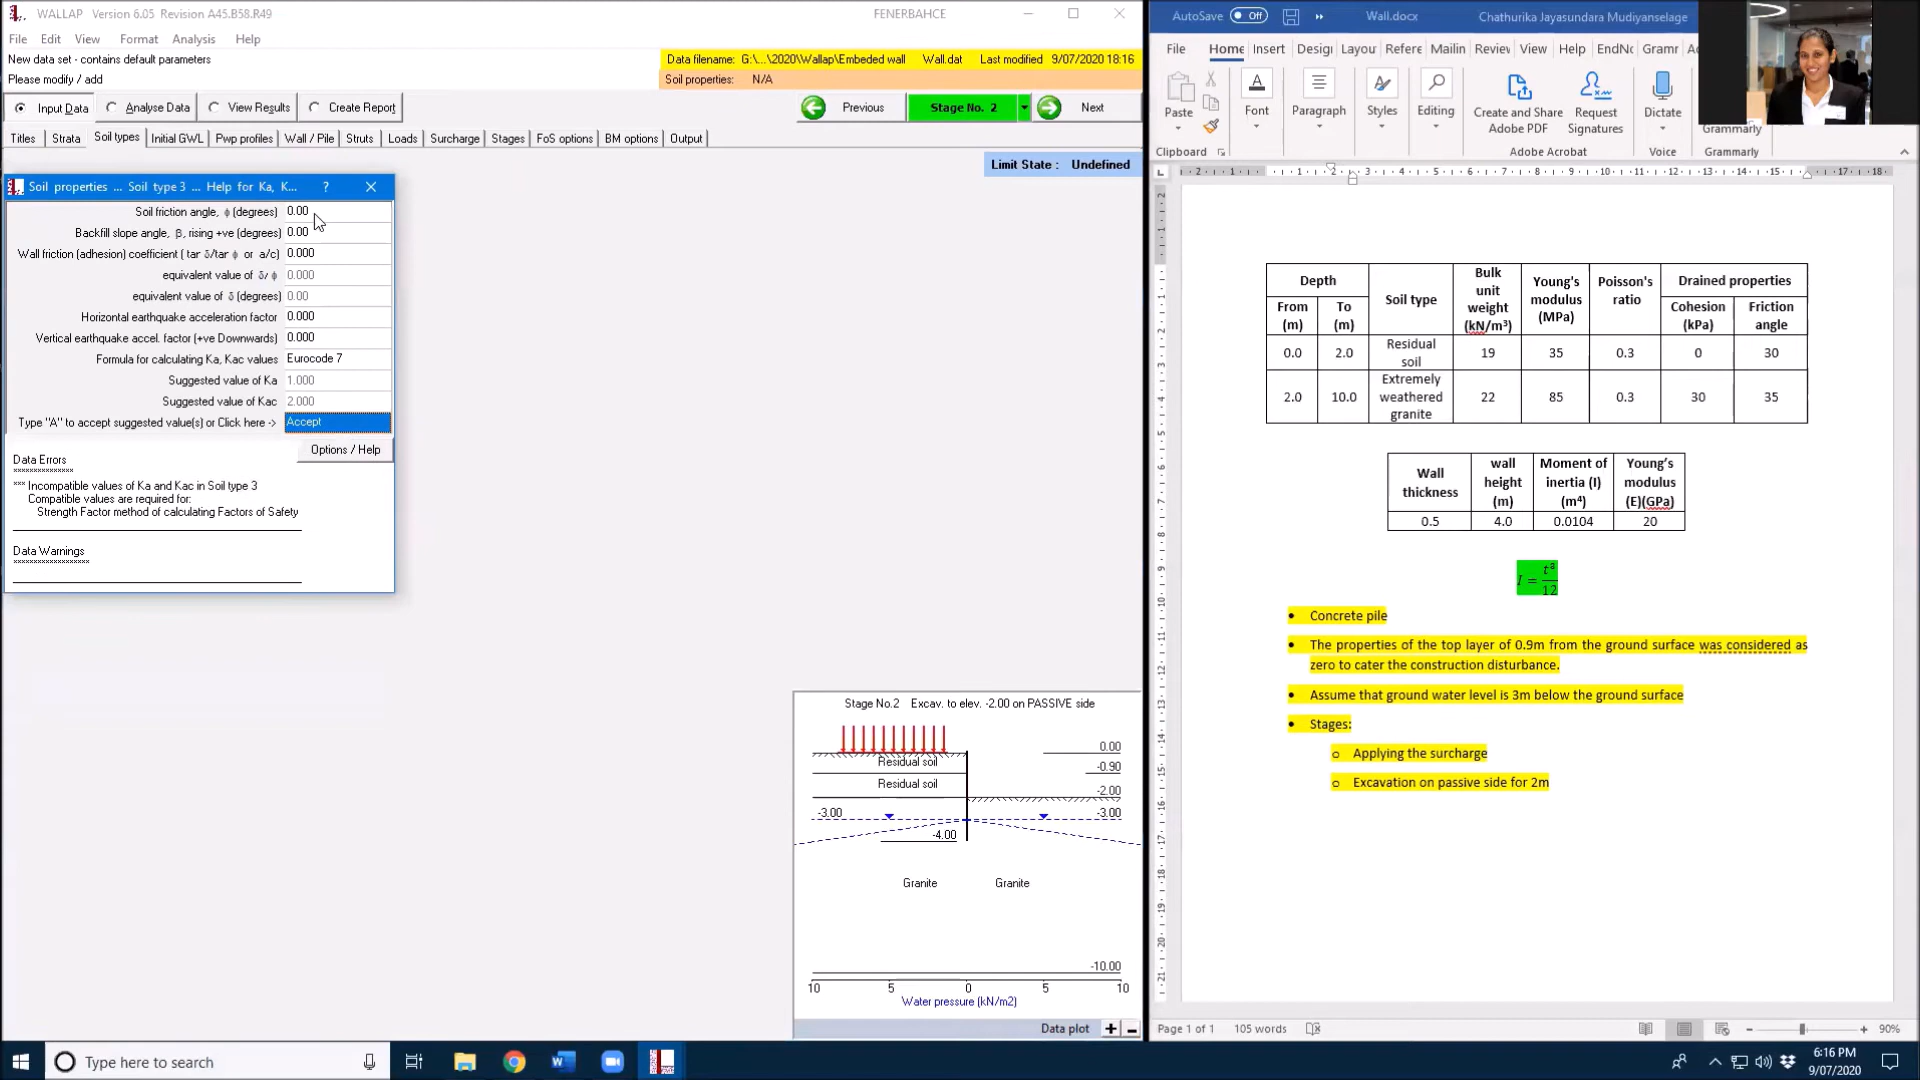 WALLAP Version 6.05 Revision A45.B58.R49
FENERBAHCE
File Edit View Format Analysis Help
New data set - contains default parameters
Please modify / add
Data filename: G:\...\2020\Wallap\Embeded wall Wall.dat Last modified 9/07/2020 18:16
Soil properties: N/A
Input Data Analyse Data View Results Create Report
Previous Stage No. 2 Next
Titles Strata Soil types Initial GWL Pwp profiles Wall / Pile Struts Loads Surcharge Stages FoS options BM options Output
Limit State : Undefined
Soil properties ... Soil type 3 ... Help for Ka, K... ?
Soil friction angle, ϕ (degrees) 0.00
Backfill slope angle, β, rising +ve (degrees) 0.00
Wall friction (adhesion) coefficient ( tan δ/tan ϕ or a/c) 0.000
equivalent value of δ/ ϕ 0.000
equivalent value of δ (degrees) 0.00
Horizontal earthquake acceleration factor 0.000
Vertical earthquake accel. factor (+ve Downwards) 0.000
Formula for calculating Ka, Kac values Eurocode 7
Suggested value of Ka 1.000
Suggested value of Kac 2.000
Type "A" to accept suggested value(s) or Click here -> Accept
Options / Help
Data Errors
*** Incompatible values of Ka and Kac in Soil type 3
Compatible values are required for:
Strength Factor method of calculating Factors of Safety
Data Warnings
Stage No.2 Excav. to elev. -2.00 on PASSIVE side
0.00
Residual soil
-0.90
Residual soil
-2.00
-3.00 -3.00
-4.00
Granite Granite
-10.00
10 5 0 5 10
Water pressure (kN/m2)
Data plot + -
AutoSave Off Wall.docx Chathurika Jayasundara Mudiyanselage
File Home Insert Desig Layou Refere Mailin Review View Help EndNo Gramr
Paste Font Paragraph Styles Editing Create and Share Adobe PDF Request Signatures Dictate Grammarly
Clipboard Adobe Acrobat Voice Grammarly
Depth Soil type Bulk unit weight (kN/m³) Young's modulus (MPa) Poisson's ratio Drained properties
From (m) To (m) Cohesion (kPa) Friction angle
0.0 2.0 Residual soil 19 35 0.3 0 30
2.0 10.0 Extremely weathered granite 22 85 0.3 30 35
Wall thickness wall height (m) Moment of inertia (I) (m⁴) Young's modulus (E)(GPa)
0.5 4.0 0.0104 20
I = t³/12
• Concrete pile
• The properties of the top layer of 0.9m from the ground surface was considered as
zero to cater the construction disturbance.
• Assume that ground water level is 3m below the ground surface
• Stages:
o Applying the surcharge
o Excavation on passive side for 2m
Page 1 of 1 105 words 90%
Type here to search
6:16 PM
9/07/2020